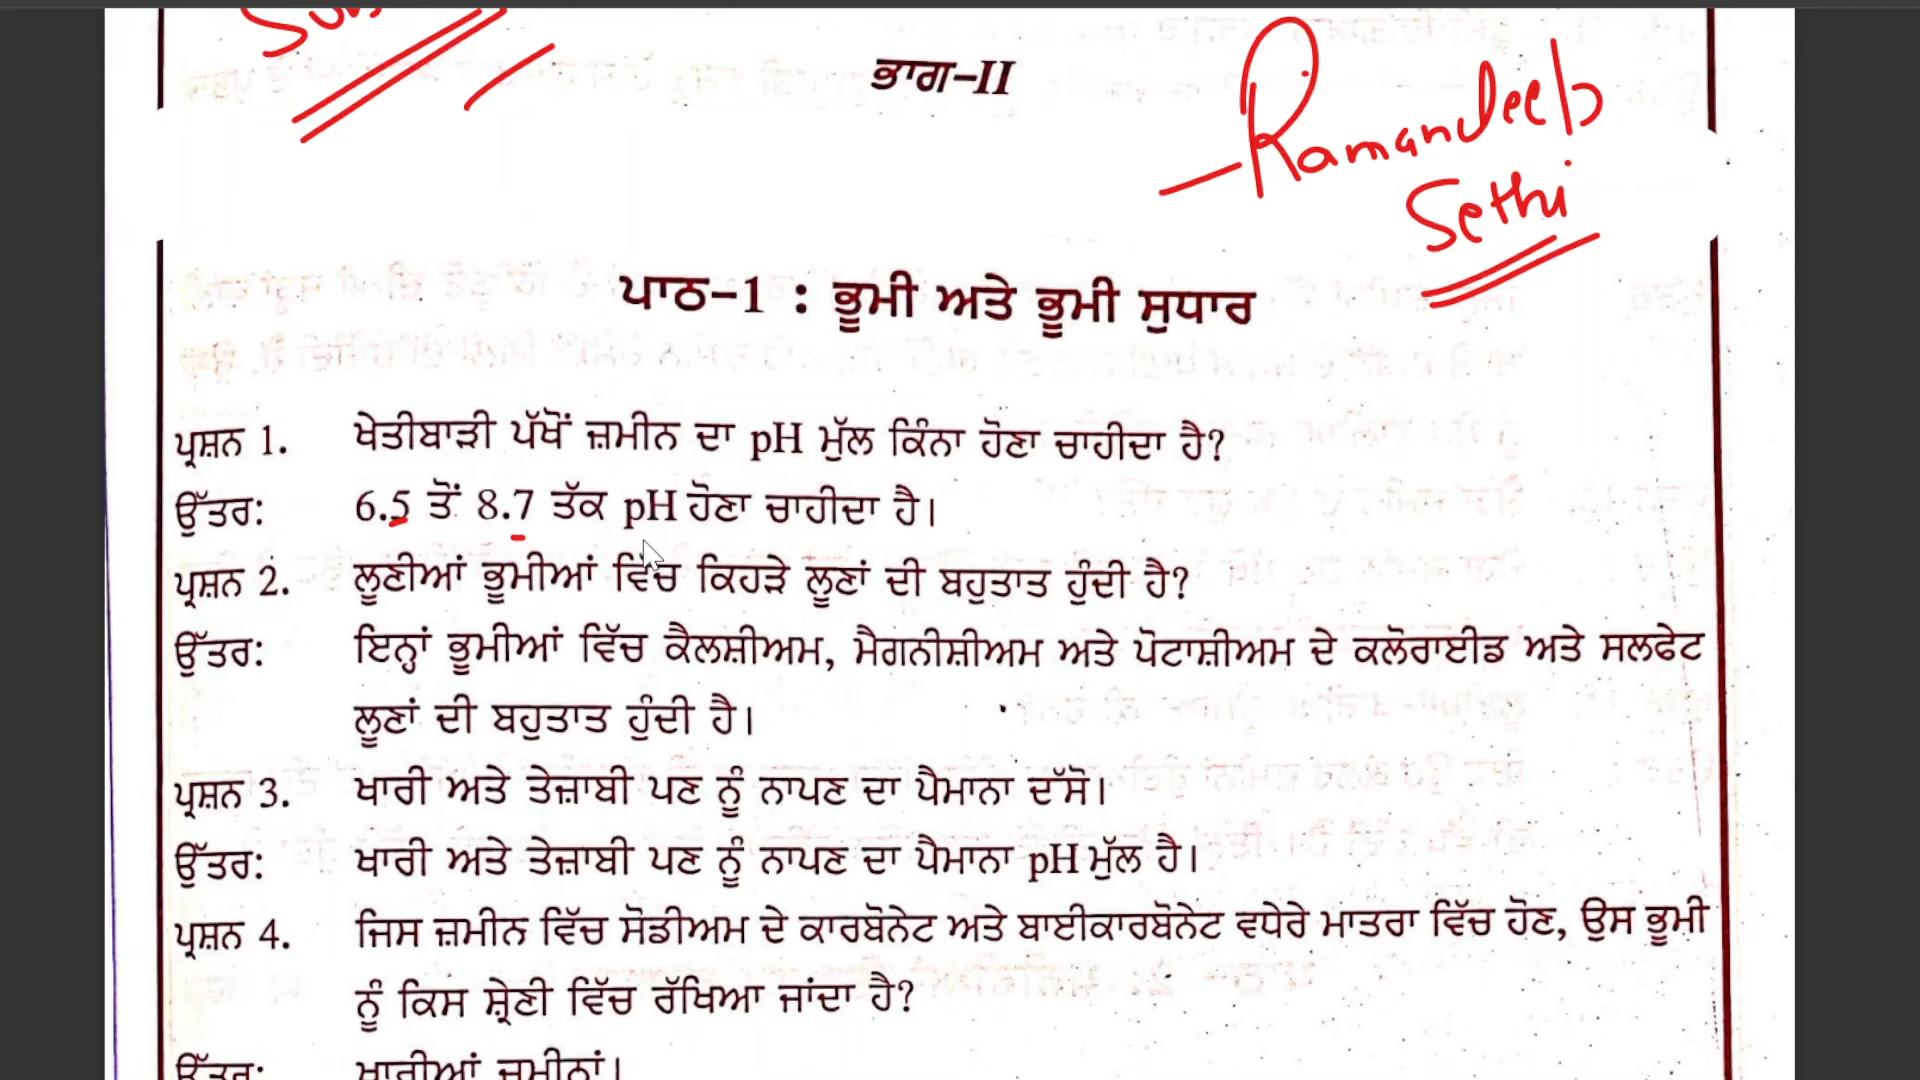 ਭਾਗ-II
-Ramandeep
Sethi
ਪਾਠ-1 : ਭੂਮੀ ਅਤੇ ਭੂਮੀ ਸੁਧਾਰ
ਪ੍ਰਸ਼ਨ 1. ਖੇਤੀਬਾੜੀ ਪੱਖੋਂ ਜ਼ਮੀਨ ਦਾ pH ਮੁੱਲ ਕਿੰਨਾ ਹੋਣਾ ਚਾਹੀਦਾ ਹੈ?
ਉੱਤਰ: 6.5 ਤੋਂ 8.7 ਤੱਕ pH ਹੋਣਾ ਚਾਹੀਦਾ ਹੈ।
ਪ੍ਰਸ਼ਨ 2. ਲੂਣੀਆਂ ਭੂਮੀਆਂ ਵਿੱਚ ਕਿਹੜੇ ਲੂਣਾਂ ਦੀ ਬਹੁਤਾਤ ਹੁੰਦੀ ਹੈ?
ਉੱਤਰ: ਇਨ੍ਹਾਂ ਭੂਮੀਆਂ ਵਿੱਚ ਕੈਲਸ਼ੀਅਮ, ਮੈਗਨੀਸ਼ੀਅਮ ਅਤੇ ਪੋਟਾਸ਼ੀਅਮ ਦੇ ਕਲੋਰਾਈਡ ਅਤੇ ਸਲਫੇਟ
ਲੂਣਾਂ ਦੀ ਬਹੁਤਾਤ ਹੁੰਦੀ ਹੈ।
ਪ੍ਰਸ਼ਨ 3. ਖਾਰੀ ਅਤੇ ਤੇਜ਼ਾਬੀ ਪਣ ਨੂੰ ਨਾਪਣ ਦਾ ਪੈਮਾਨਾ ਦੱਸੋ।
ਉੱਤਰ: ਖਾਰੀ ਅਤੇ ਤੇਜ਼ਾਬੀ ਪਣ ਨੂੰ ਨਾਪਣ ਦਾ ਪੈਮਾਨਾ pH ਮੁੱਲ ਹੈ।
ਪ੍ਰਸ਼ਨ 4. ਜਿਸ ਜ਼ਮੀਨ ਵਿੱਚ ਸੋਡੀਅਮ ਦੇ ਕਾਰਬੋਨੇਟ ਅਤੇ ਬਾਈਕਾਰਬੋਨੇਟ ਵਧੇਰੇ ਮਾਤਰਾ ਵਿੱਚ ਹੋਣ, ਉਸ ਭੂਮੀ
ਨੂੰ ਕਿਸ ਸ਼੍ਰੇਣੀ ਵਿੱਚ ਰੱਖਿਆ ਜਾਂਦਾ ਹੈ?
ਉੱਤਰ: ਖਾਰੀਆਂ ਜ਼ਮੀਨਾਂ।